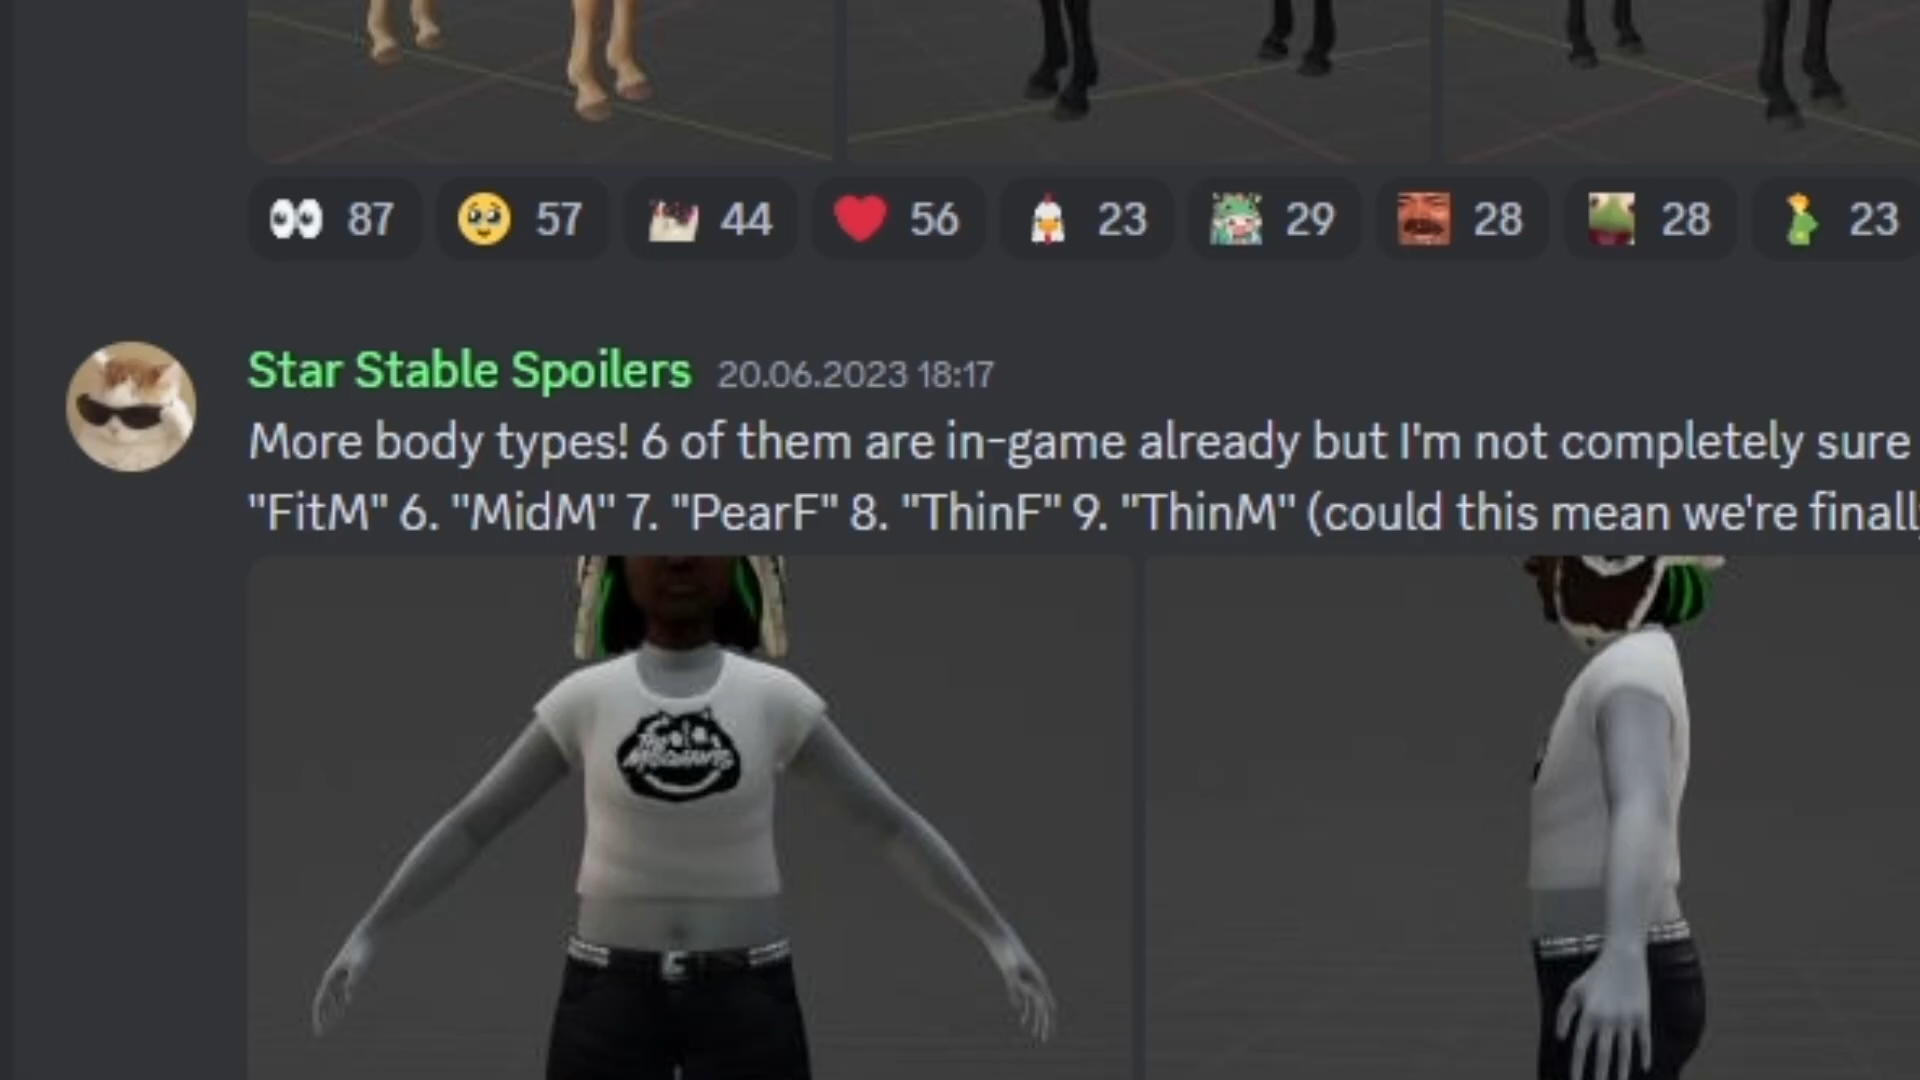 87 57 44 56 23 29 28 28 23
Star Stable Spoilers 20.06.2023 18:17
More body types! 6 of them are in-game already but I'm not completely sure
"FitM" 6. "MidM" 7. "PearF" 8. "ThinF" 9. "ThinM" (could this mean we're finally